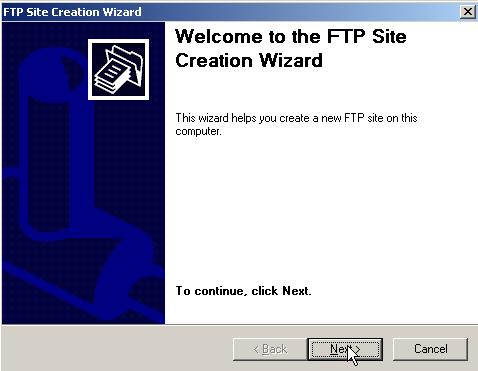 FTP Site Creation Wizard
Welcome to the FTP Site
Creation Wizard
This wizard helps you create a new FTP site on this
computer.
To continue, click Next.
< Back
Next >
Cancel